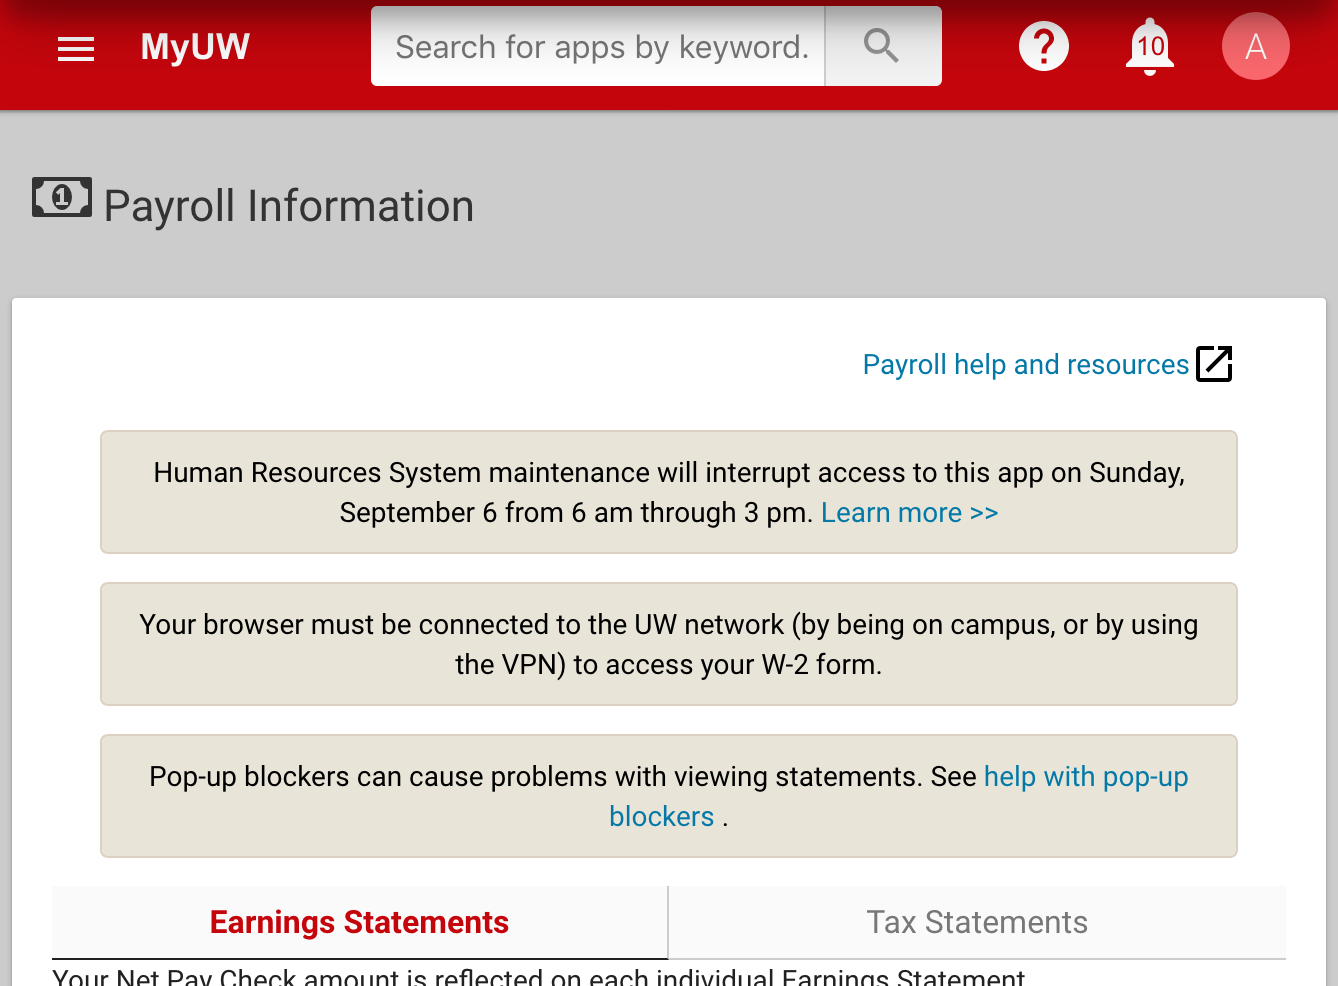 MyUW
Search for apps by keyword.
?
10
A
1
Payroll Information
Payroll help and resources
Human Resources System maintenance will interrupt access to this app on Sunday,
September 6 from 6 am through 3 pm. Learn more >>
Your browser must be connected to the UW network (by being on campus, or by using
the VPN) to access your W-2 form.
Pop-up blockers can cause problems with viewing statements. See help with pop-up
blockers .
Earnings Statements
Tax Statements
Your Net Pay Check amount is reflected on each individual Earnings Statement